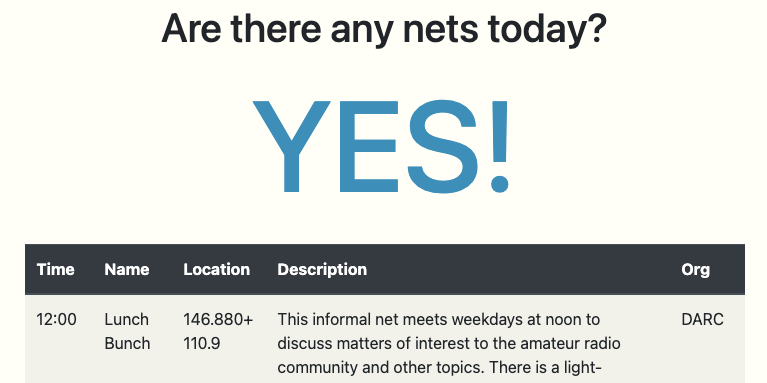 Are there any nets today?
YES!
Time Name Location Description Org
12:00 Lunch 146.880+ This informal net meets weekdays at noon to DARC
Bunch 110.9 discuss matters of interest to the amateur radio
community and other topics. There is a light-